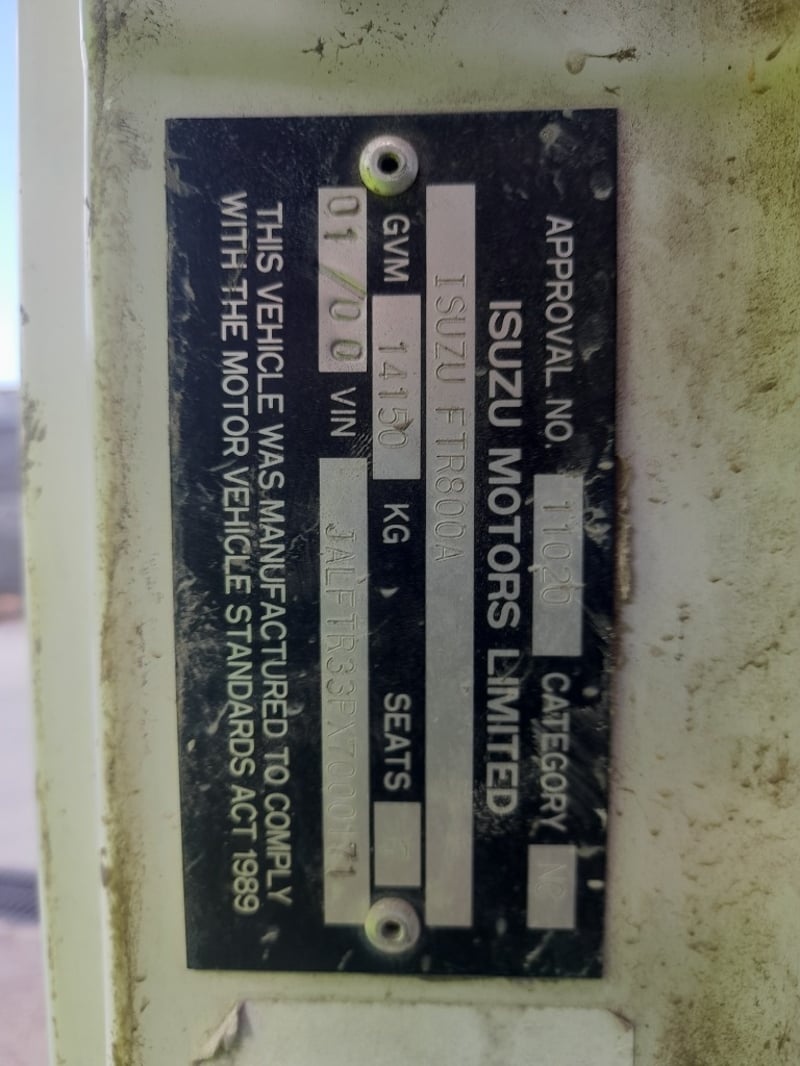 APPROVAL NO. 11020 CATEGORY
ISUZU MOTORS LIMITED
ISUZU FTR800A
GVM 14150 KG SEATS
01/00 VIN
THIS VEHICLE WAS MANUFACTURED TO COMPLY
WITH THE MOTOR VEHICLE STANDARDS ACT 1989